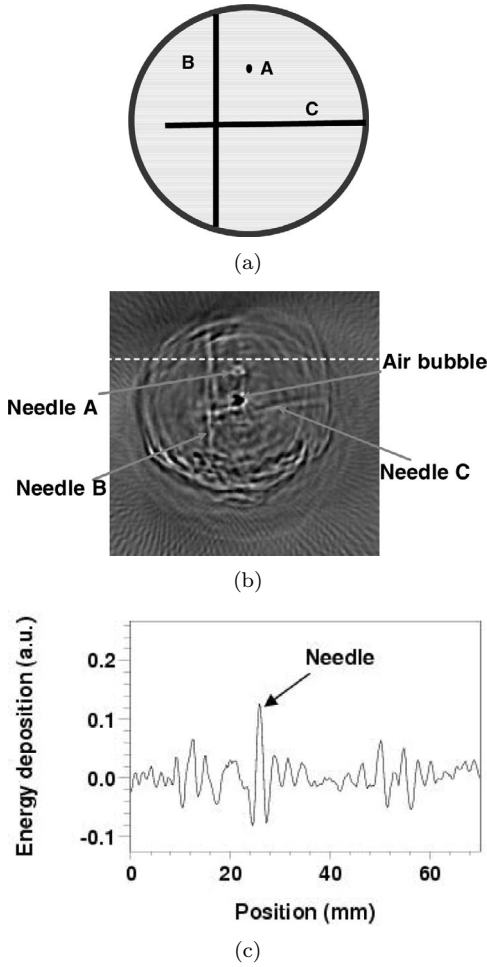 B
A
C
(a)
Air bubble
Needle A
Needle C
Needle B
(b)
Energy deposition (a.u.)
0.2
0.1
0.0
-0.1
Needle
0 20 40 60
Position (mm)
(c)